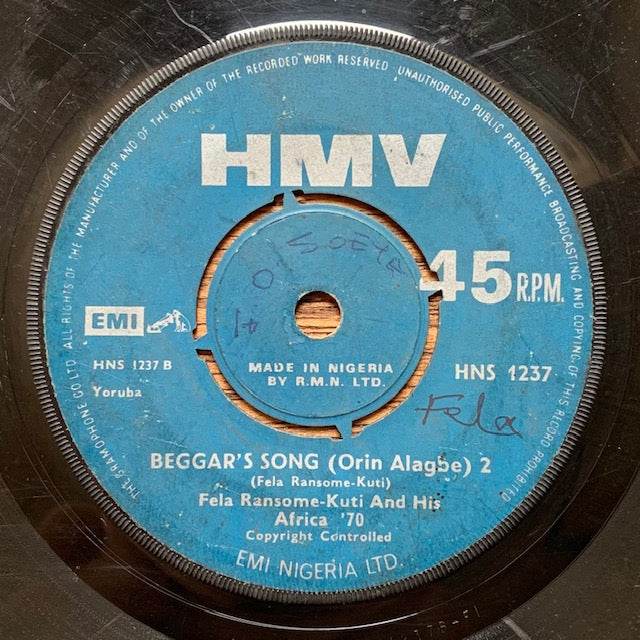 ALL RIGHTS OF THE MANUFACTURER AND OF THE OWNER OF THE RECORDED WORK RESERVED UNAUTHORISED PUBLIC PERFORMANCE BROADCASTING AND COPYING OF THIS RECORD PROHIBITED
THE GRAMOPHONE CO LTD.
HMV
45 R.P.M.
EMI
HNS 1237 B
Yoruba
MADE IN NIGERIA
BY R.M.N. LTD.
HNS 1237
Fela
BEGGAR'S SONG (Orin Alagbe) 2
(Fela Ransome-Kuti)
Fela Ransome-Kuti And His
Africa '70
Copyright Controlled
EMI NIGERIA LTD.